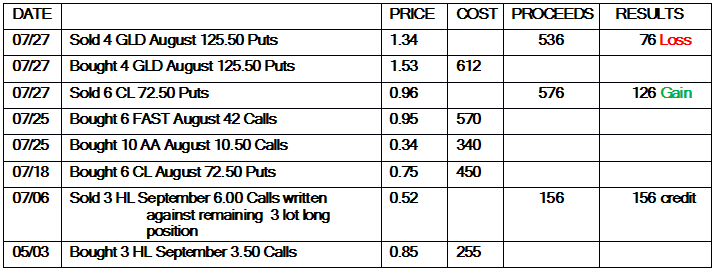 DATE PRICE COST PROCEEDS RESULTS
07/27 Sold 4 GLD August 125.50 Puts 1.34 536 76 Loss
07/27 Bought 4 GLD August 125.50 Puts 1.53 612
07/27 Sold 6 CL 72.50 Puts 0.96 576 126 Gain
07/25 Bought 6 FAST August 42 Calls 0.95 570
07/25 Bought 10 AA August 10.50 Calls 0.34 340
07/18 Bought 6 CL August 72.50 Puts 0.75 450
07/06 Sold 3 HL September 6.00 Calls written 0.52 156 156 credit
against remaining 3 lot long
position
05/03 Bought 3 HL September 3.50 Calls 0.85 255